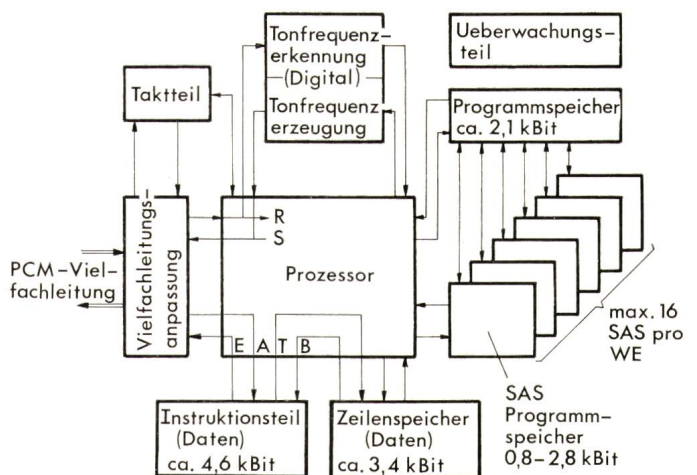 Tonfrequenz-
erkennung
(Digital)
Tonfrequenz
erzeugung
Ueberwachungs-
teil
Taktteil
Programmspeicher
ca. 2,1 kBit
PCM-Viel-
fachleitung
Vielfachleitungs-
anpassung
R
S
Prozessor
E A T B
max. 16
SAS pro
WE
SAS
Programm-
speicher
0,8–2,8 kBit
Instruktionsteil
(Daten)
ca. 4,6 kBit
Zeilenspeicher
(Daten)
ca. 3,4 kBit